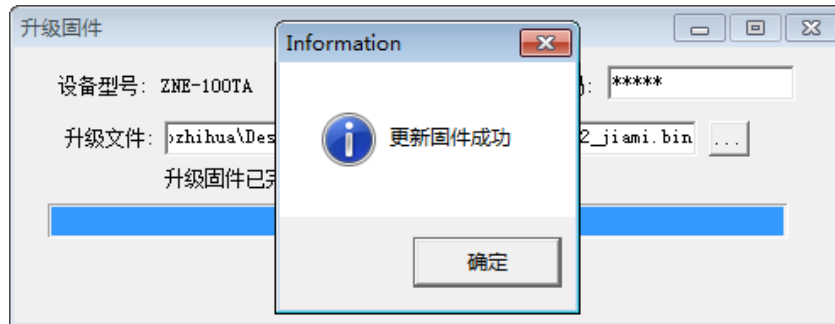 升级固件
Information
设备型号: ZNE-100TA
: *****
更新固件成功
升级文件: ozhihua\Des
2_jiami.bin ...
升级固件已
确定